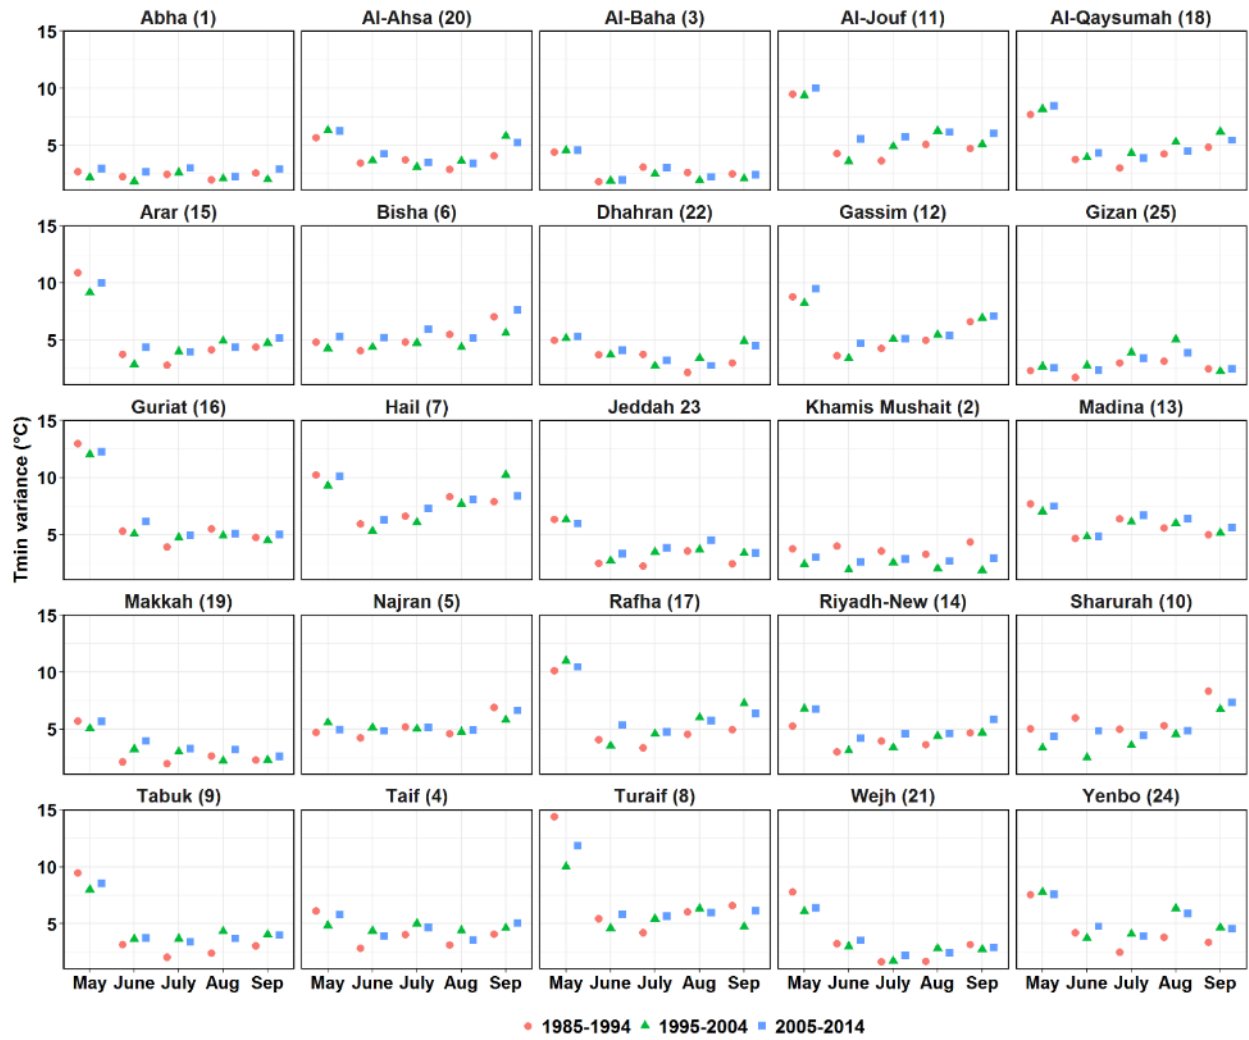 Abha (1) Al-Ahsa (20) Al-Baha (3) Al-Jouf (11) Al-Qaysumah (18)
15
10
5
Arar (15) Bisha (6) Dhahran (22) Gassim (12) Gizan (25)
15
10
5
Guriat (16) Hail (7) Jeddah 23 Khamis Mushait (2) Madina (13)
15
10
5
Tmin variance (°C)
Makkah (19) Najran (5) Rafha (17) Riyadh-New (14) Sharurah (10)
15
10
5
Tabuk (9) Taif (4) Turaif (8) Wejh (21) Yenbo (24)
15
10
5
May June July Aug Sep May June July Aug Sep May June July Aug Sep May June July Aug Sep May June July Aug Sep
1985-1994 1995-2004 2005-2014